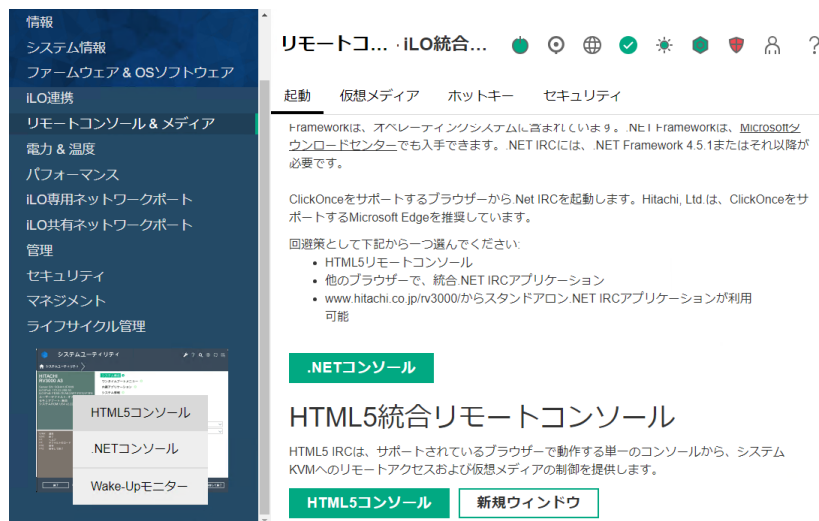 情報
システム情報
ファームウェア & OSソフトウェア
iLO連携
リモートコンソール & メディア
電力 & 温度
パフォーマンス
iLO専用ネットワークポート
iLO共有ネットワークポート
管理
セキュリティ
マネジメント
ライフサイクル管理
システムユーティリティ
HTML5コンソール
.NETコンソール
Wake-Upモニター
リモートコ... · iLO統合...
?
起動 仮想メディア ホットキー セキュリティ
Frameworkは、オペレーティングシステムに含まれています。.NET Frameworkは、Microsoftダ
ウンロードセンターでも入手できます。.NET IRCには、.NET Framework 4.5.1またはそれ以降が
必要です。
ClickOnceをサポートするブラウザーから.Net IRCを起動します。Hitachi, Ltd.は、ClickOnceをサ
ポートするMicrosoft Edgeを推奨しています。
回避策として下記から一つ選んでください:
• HTML5リモートコンソール
• 他のブラウザーで、統合.NET IRCアプリケーション
• www.hitachi.co.jp/rv3000/からスタンドアロン.NET IRCアプリケーションが利用
可能
.NETコンソール
HTML5統合リモートコンソール
HTML5 IRCは、サポートされているブラウザーで動作する単一のコンソールから、システム
KVMへのリモートアクセスおよび仮想メディアの制御を提供します。
HTML5コンソール 新規ウィンドウ